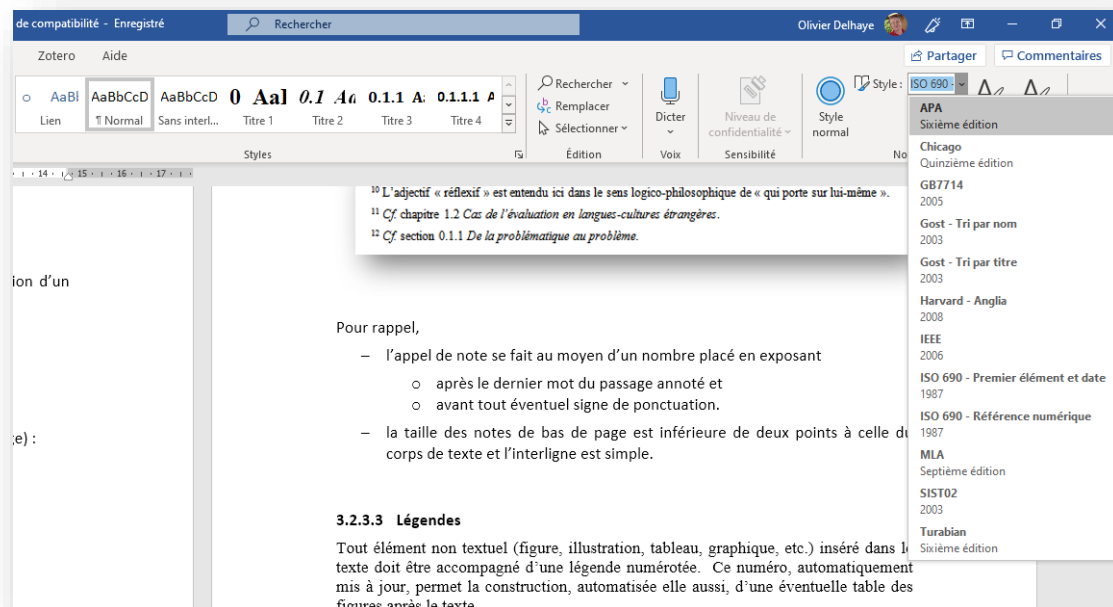 de compatibilité - Enregistré
Rechercher
Olivier Delhaye
Zotero Aide
Partager
Commentaires
AaBl AaBbCcD AaBbCcD 0 Aal 0.1 Aa 0.1.1 A: 0.1.1.1 A
Lien ¶ Normal Sans interl... Titre 1 Titre 2 Titre 3 Titre 4
Styles
Rechercher
Remplacer
Sélectionner
Édition
Dicter
Voix
Niveau de
confidentialité
Sensibilité
Style
normal
Style :
ISO 690 -
No
APA
Sixième édition
Chicago
Quinzième édition
GB7714
2005
Gost - Tri par nom
2003
Gost - Tri par titre
2003
Harvard - Anglia
2008
IEEE
2006
ISO 690 - Premier élément et date
1987
ISO 690 - Référence numérique
1987
MLA
Septième édition
SIST02
2003
Turabian
Sixième édition
14 15 16 17
ion d’un
e) :
10 L’adjectif « réflexif » est entendu ici dans le sens logico-philosophique de « qui porte sur lui-même ».
11 Cf. chapitre 1.2 Cas de l’évaluation en langues-cultures étrangères.
12 Cf. section 0.1.1 De la problématique au problème.
Pour rappel,
– l’appel de note se fait au moyen d’un nombre placé en exposant
o après le dernier mot du passage annoté et
o avant tout éventuel signe de ponctuation.
– la taille des notes de bas de page est inférieure de deux points à celle du
corps de texte et l’interligne est simple.
3.2.3.3 Légendes
Tout élément non textuel (figure, illustration, tableau, graphique, etc.) inséré dans le
texte doit être accompagné d’une légende numérotée. Ce numéro, automatiquement
mis à jour, permet la construction, automatisée elle aussi, d’une éventuelle table des
figures après le texte